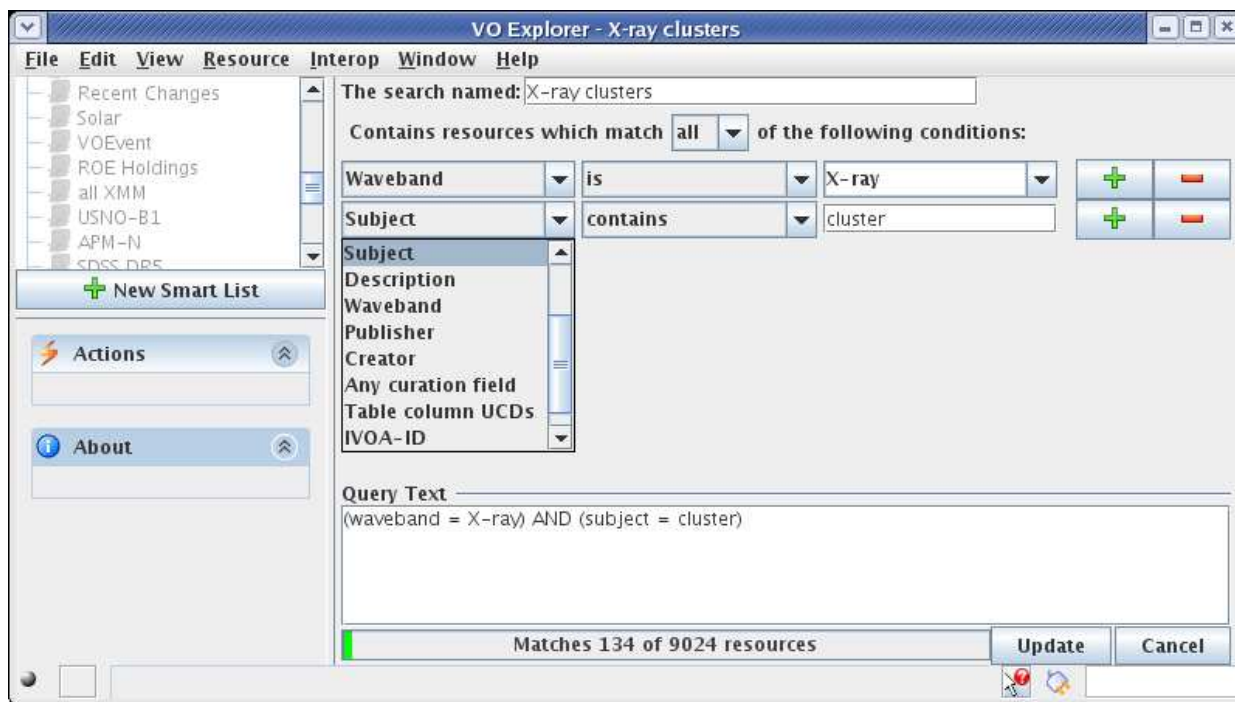 VO Explorer - X-ray clusters
File Edit View Resource Interop Window Help
Recent Changes
Solar
VOEvent
ROE Holdings
all XMM
USNO-B1
APM-N
SDSS DR5
New Smart List
Actions
About
The search named: X-ray clusters
Contains resources which match all of the following conditions:
Waveband is X-ray
Subject contains cluster
Subject
Description
Waveband
Publisher
Creator
Any curation field
Table column UCDs
IVOA-ID
Query Text
(waveband = X-ray) AND (subject = cluster)
Matches 134 of 9024 resources
Update Cancel